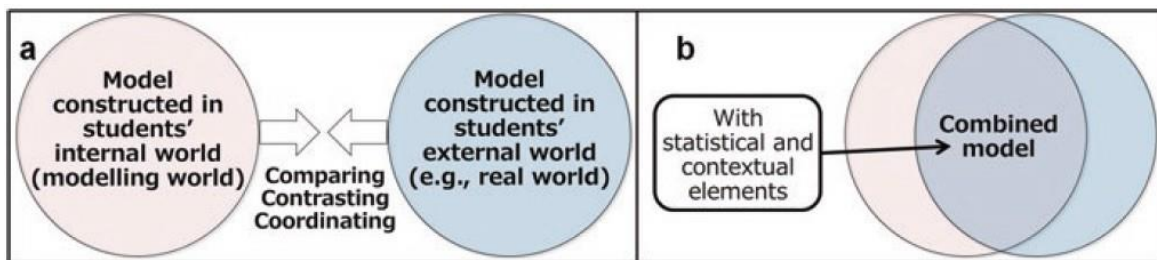 a
Model
constructed in
students’
internal world
(modelling world)
Comparing
Contrasting
Coordinating
Model
constructed in
students’
external world
(e.g., real world)
b
With
statistical and
contextual
elements
Combined
model